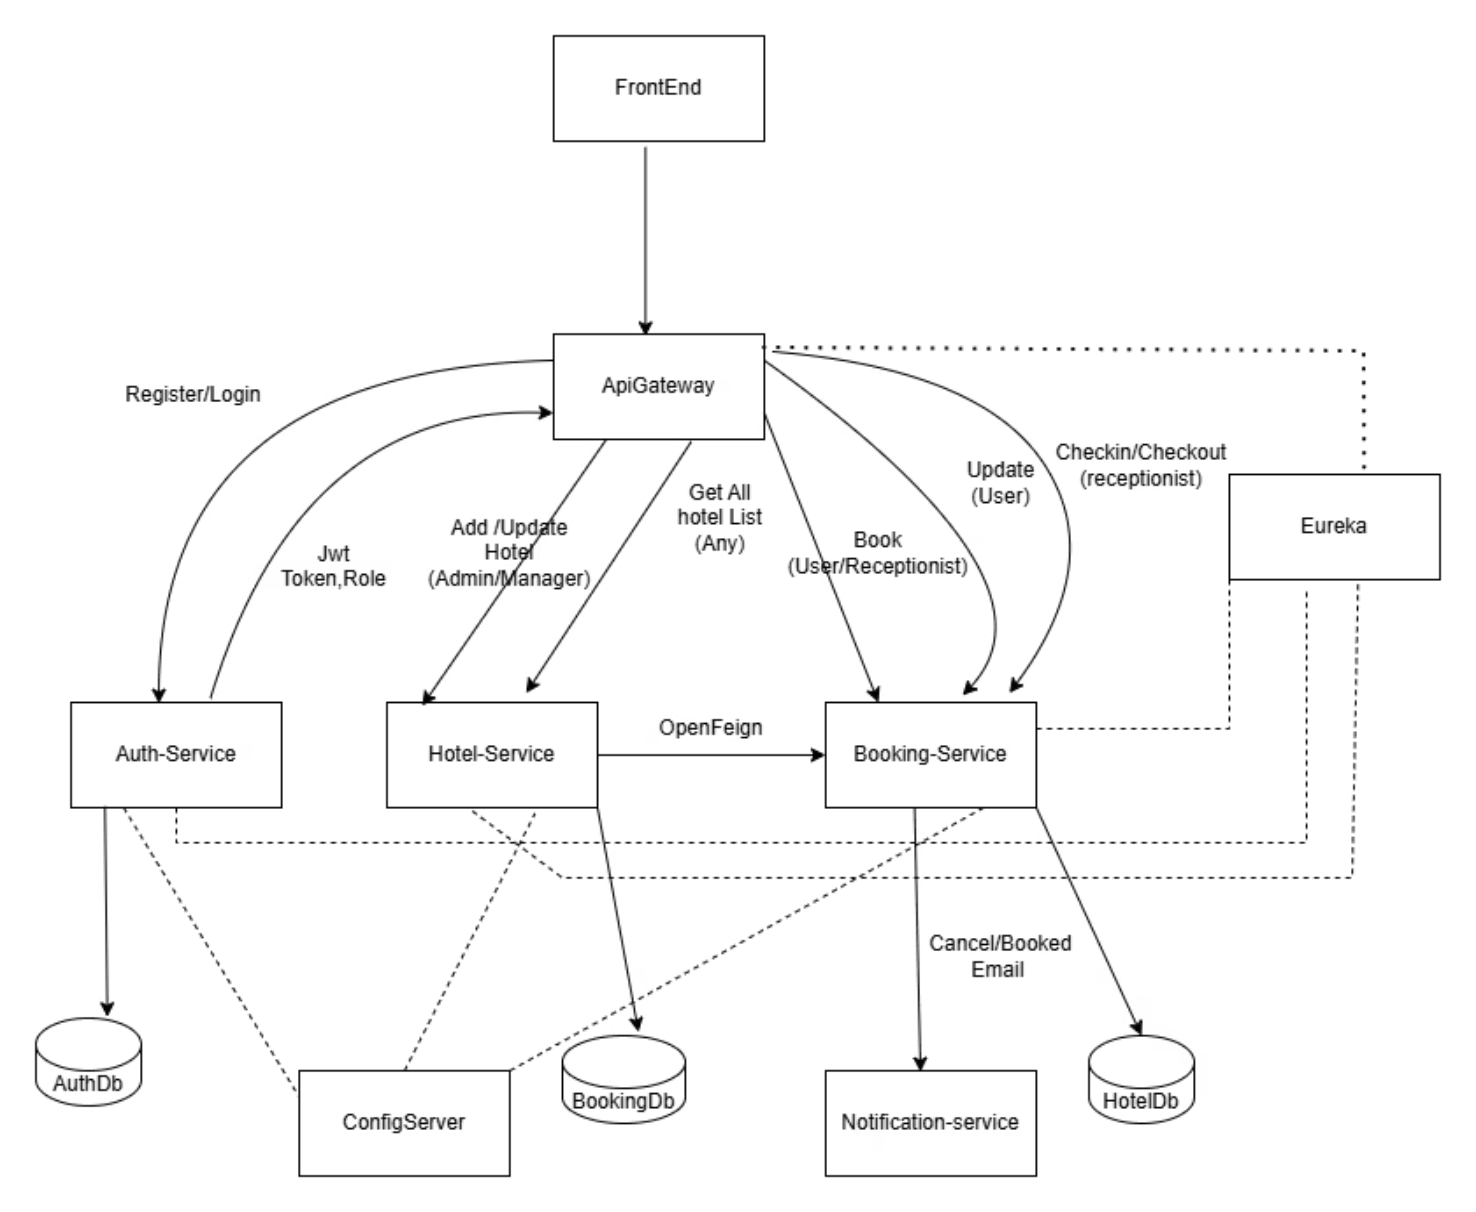 FrontEnd
ApiGateway
Register/Login
Jwt
Token,Role
Add /Update
Hotel
(Admin/Manager)
Get All
hotel List
(Any)
Book
(User/Receptionist)
Update
(User)
Checkin/Checkout
(receptionist)
Eureka
Auth-Service
Hotel-Service
OpenFeign
Booking-Service
Cancel/Booked
Email
AuthDb
ConfigServer
BookingDb
Notification-service
HotelDb